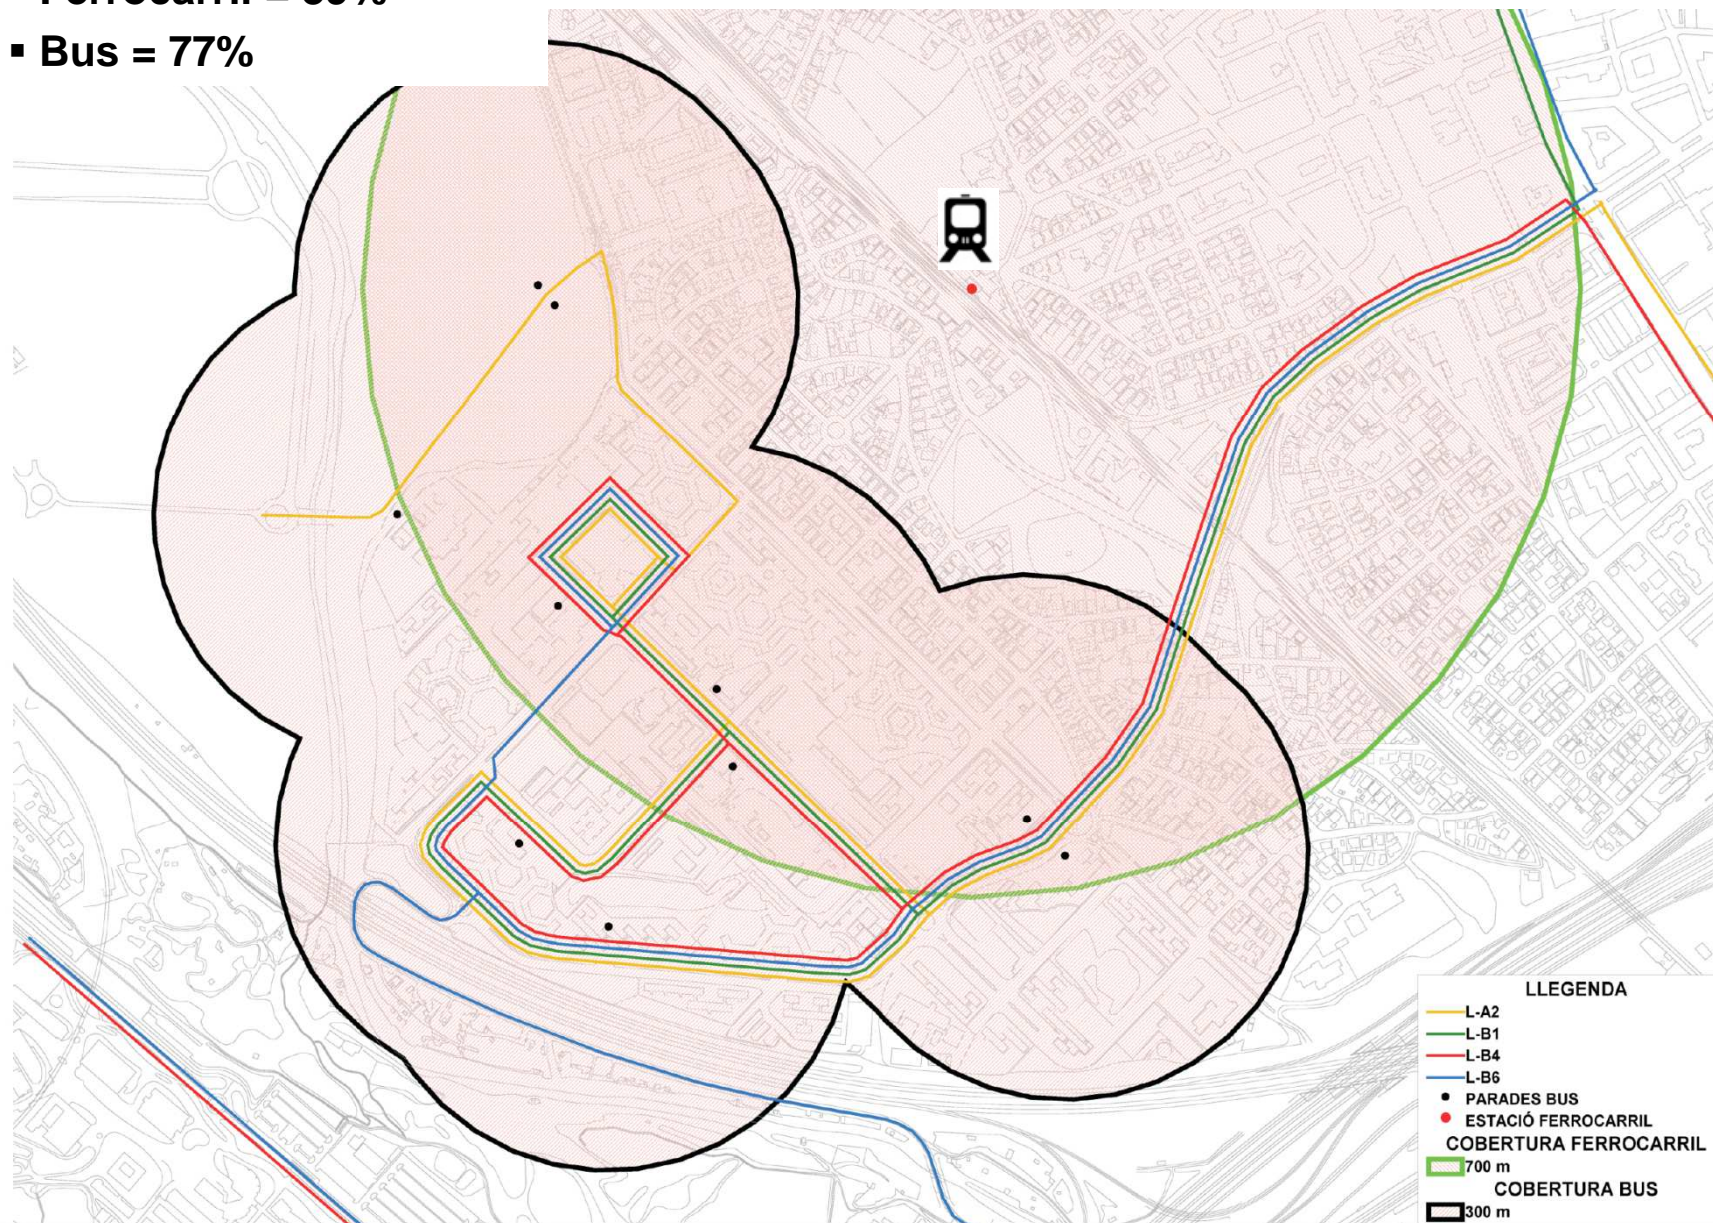 ▪ Bus = 77%
LLEGENDA
L-A2
L-B1
L-B4
L-B6
PARADES BUS
ESTACIÓ FERROCARRIL
COBERTURA FERROCARRIL
700 m
COBERTURA BUS
300 m